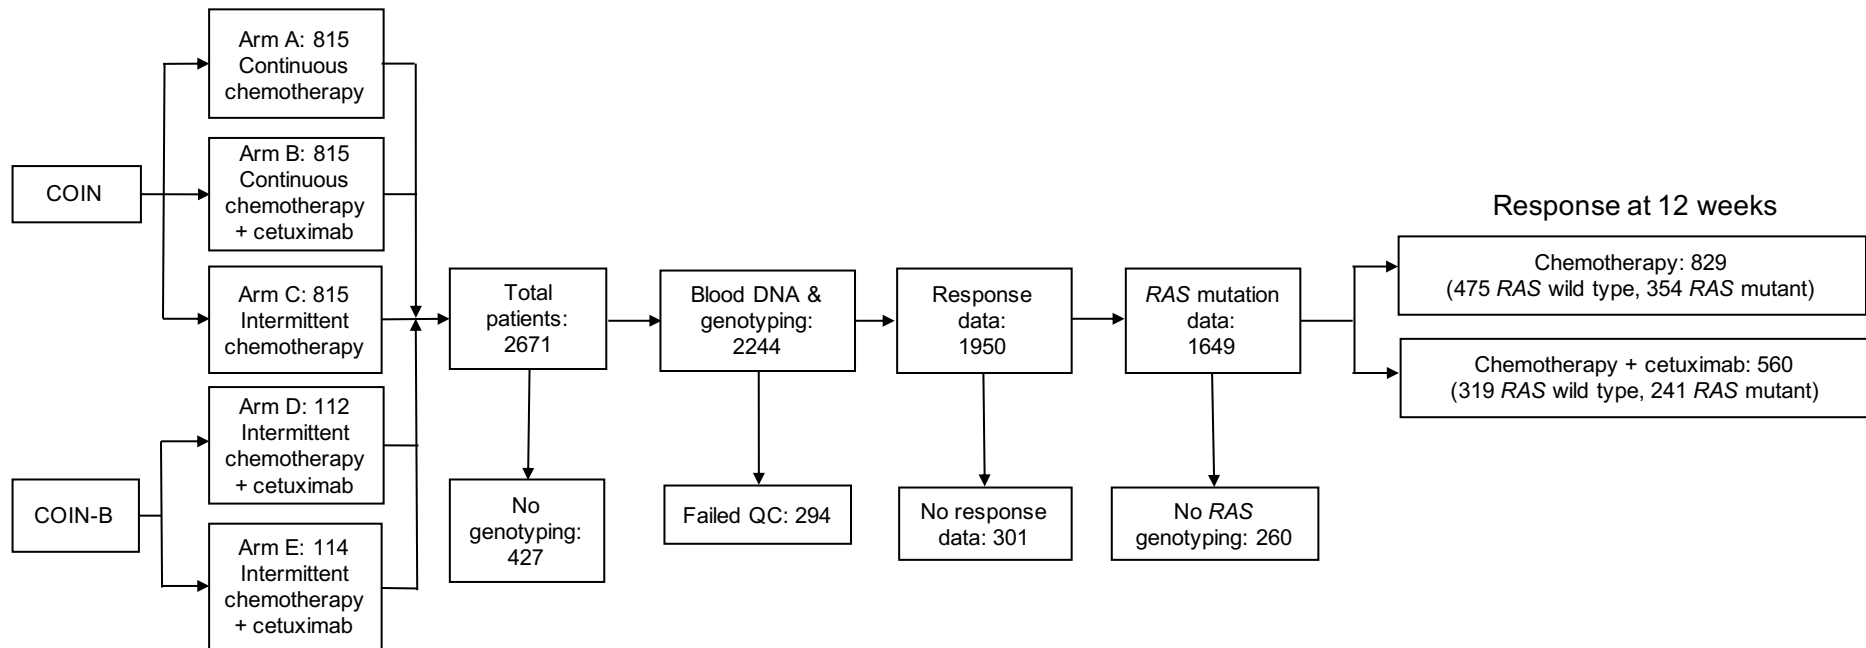 COIN
COIN-B
Arm A: 815
Continuous
chemotherapy
Arm B: 815
Continuous
chemotherapy
+ cetuximab
Arm C: 815
Intermittent
chemotherapy
Arm D: 112
Intermittent
chemotherapy
+ cetuximab
Arm E: 114
Intermittent
chemotherapy
+ cetuximab
Total
patients:
2671
No
genotyping:
427
Blood DNA &
genotyping:
2244
Failed QC: 294
Response
data:
1950
No response
data: 301
RAS mutation
data:
1649
No RAS
genotyping: 260
Response at 12 weeks
Chemotherapy: 829
(475 RAS wild type, 354 RAS mutant)
Chemotherapy + cetuximab: 560
(319 RAS wild type, 241 RAS mutant)